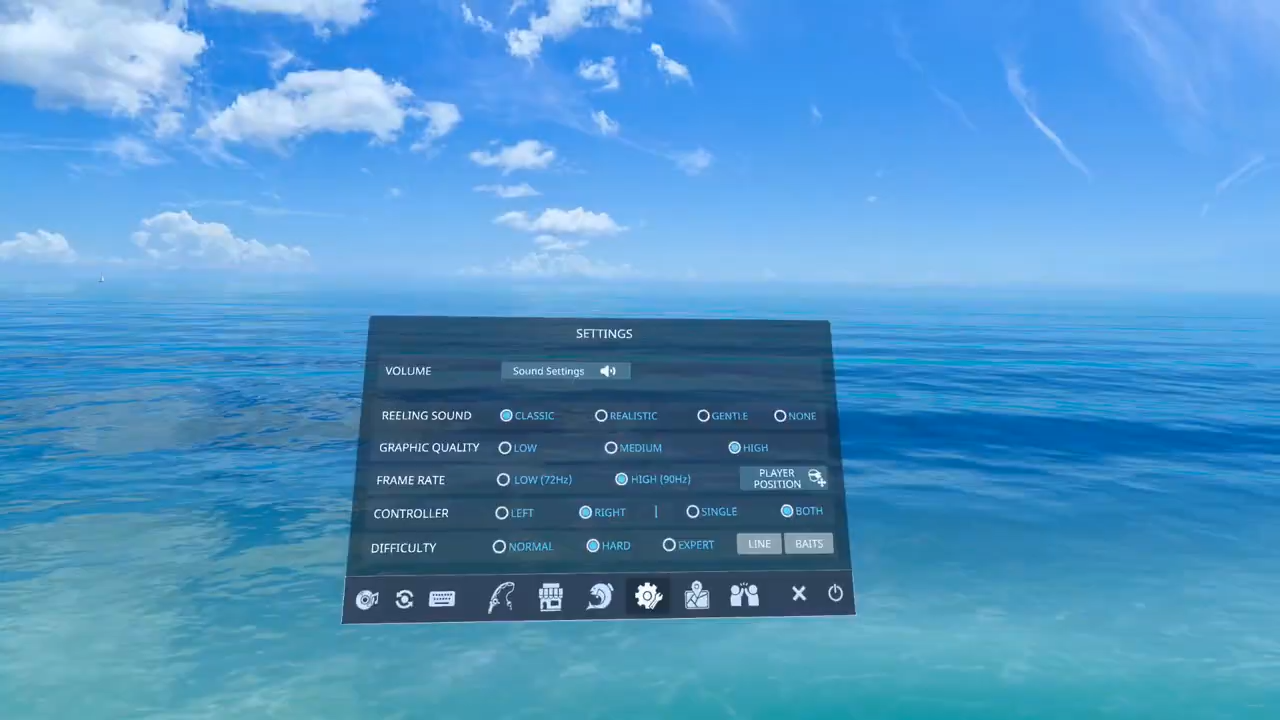 SETTINGS
VOLUME Sound Settings
REELING SOUND CLASSIC REALISTIC GENTLE NONE
GRAPHIC QUALITY LOW MEDIUM HIGH
FRAME RATE LOW (72Hz) HIGH (90Hz) PLAYER POSITION
CONTROLLER LEFT RIGHT | SINGLE BOTH
DIFFICULTY NORMAL HARD EXPERT LINE BAITS